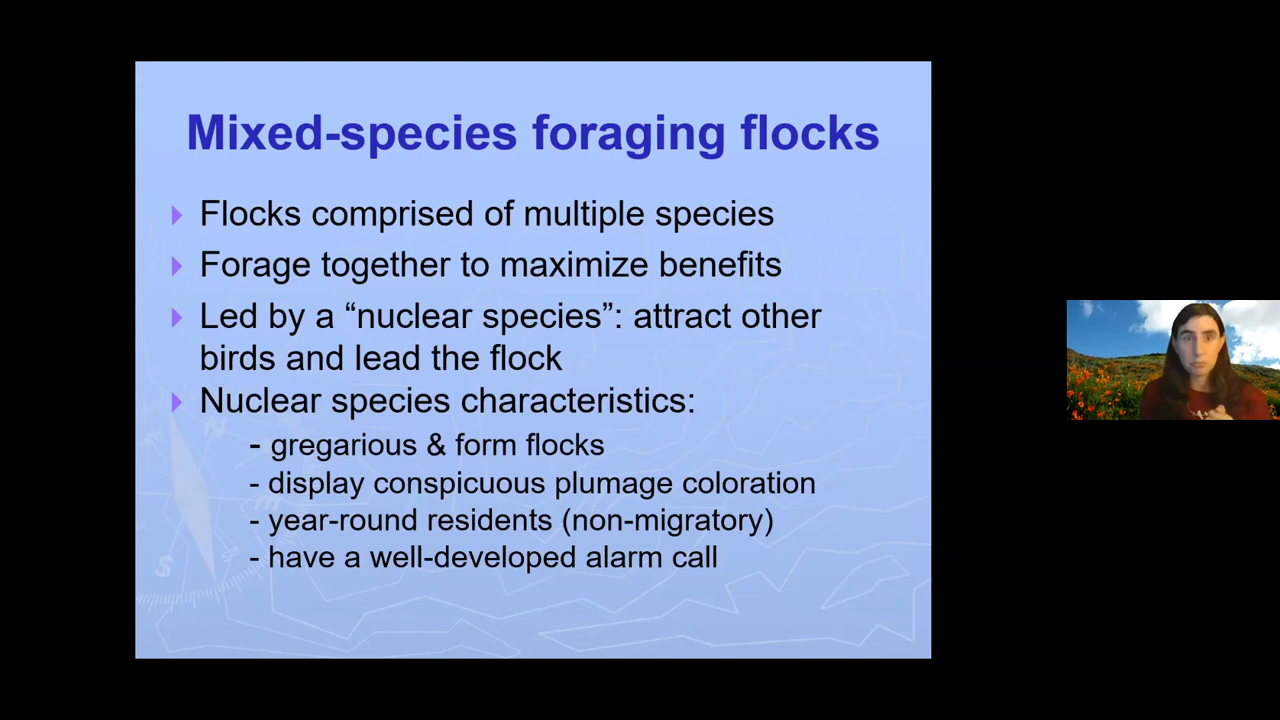 Mixed-species foraging flocks
Flocks comprised of multiple species
Forage together to maximize benefits
Led by a “nuclear species”: attract other
birds and lead the flock
Nuclear species characteristics:
- gregarious & form flocks
- display conspicuous plumage coloration
- year-round residents (non-migratory)
- have a well-developed alarm call
S